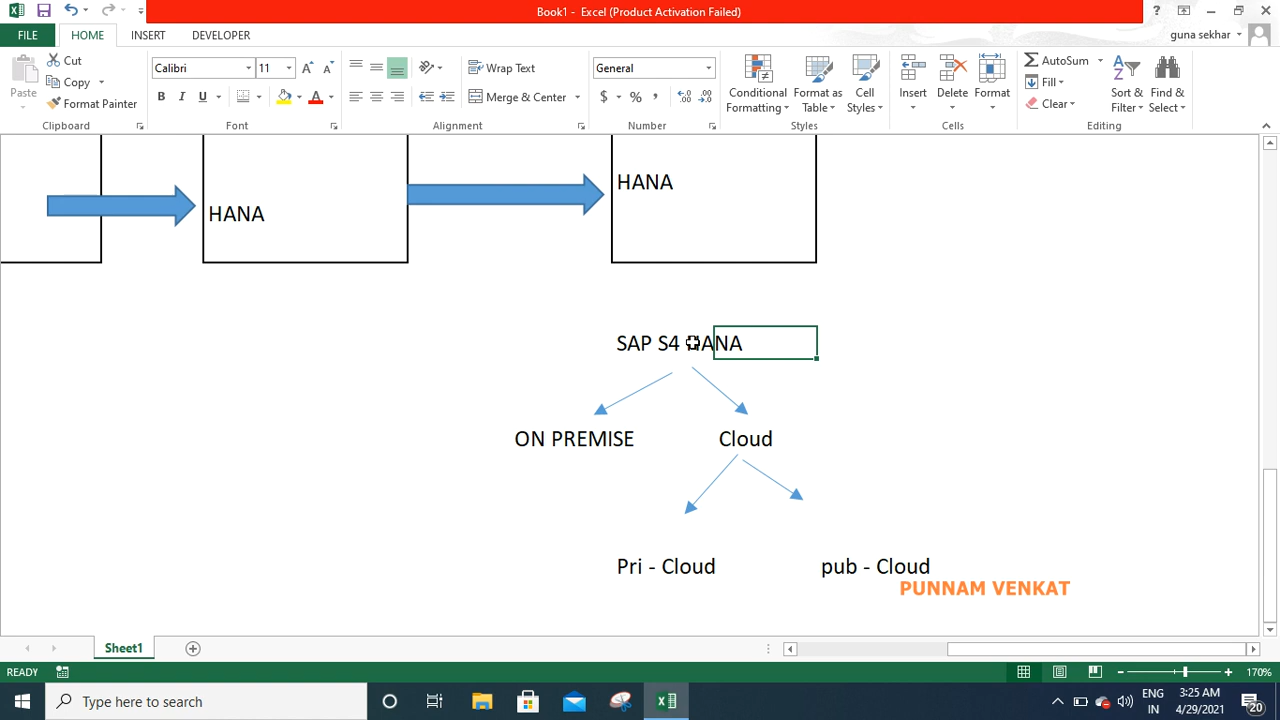 Book1 - Excel (Product Activation Failed)
FILE
HOME
INSERT
DEVELOPER
guna sekhar
Paste
Cut
Copy
Format Painter
Clipboard
Calibri
11
B I U
Font
Wrap Text
Merge & Center
Alignment
General
$ % ,
Number
Conditional Formatting
Format as Table
Cell Styles
Styles
Insert
Delete
Format
Cells
AutoSum
Fill
Clear
Sort & Filter
Find & Select
Editing
HANA
HANA
SAP S4 HANA
ON PREMISE
Cloud
Pri - Cloud
pub - Cloud
PUNNAM VENKAT
Sheet1
READY
170%
Type here to search
ENG
IN
3:25 AM
4/29/2021
20